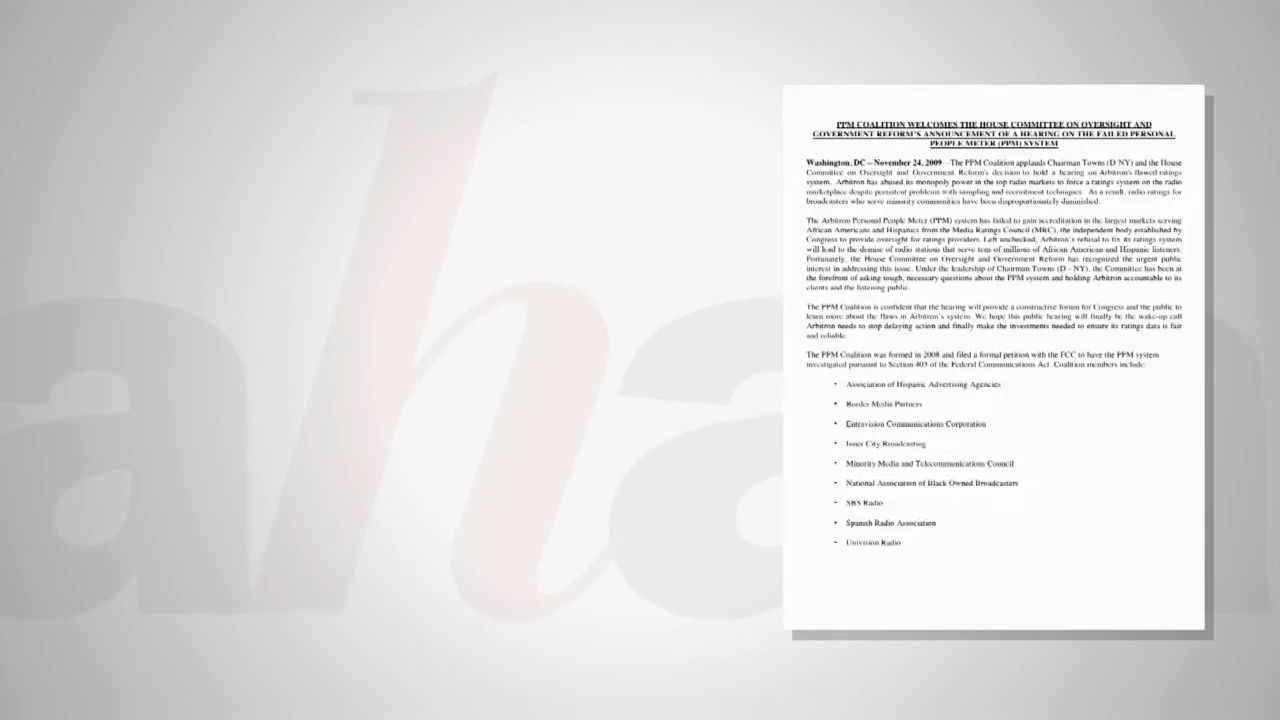 ahaa
PPM COALITION WELCOMES THE HOUSE COMMITTEE ON OVERSIGHT AND
GOVERNMENT REFORM'S ANNOUNCEMENT OF A HEARING ON THE FAILED PERSONAL
PEOPLE METER (PPM) SYSTEM
Washington, DC – November 24, 2009 – The PPM Coalition applauds Chairman Towns (D-NY) and the House
Committee on Oversight and Government Reform's decision to hold a hearing on Arbitron's flawed ratings
system. Arbitron has abused its monopoly power in the top radio markets to force a ratings system on the radio
marketplace despite persistent problems with sampling and recruitment techniques. As a result, radio ratings for
broadcasters who serve minority communities have been disproportionately diminished.
The Arbitron Personal People Meter (PPM) system has failed to gain accreditation in the largest markets serving
African Americans and Hispanics from the Media Ratings Council (MRC), the independent body established by
Congress to provide oversight for ratings providers. Left unchecked, Arbitron's refusal to fix its ratings system
will lead to the demise of radio stations that serve tens of millions of African American and Hispanic listeners.
Fortunately, the House Committee on Oversight and Government Reform has recognized the urgent public
interest in addressing this issue. Under the leadership of Chairman Towns (D - NY), the Committee has been at
the forefront of asking tough, necessary questions about the PPM system and holding Arbitron accountable to its
clients and the listening public.
The PPM Coalition is confident that the hearing will provide a constructive forum for Congress and the public to
learn more about the flaws in Arbitron's system. We hope this public hearing will finally be the wake-up call
Arbitron needs to stop delaying action and finally make the investments needed to ensure its ratings data is fair
and reliable.
The PPM Coalition was formed in 2008 and filed a formal petition with the FCC to have the PPM system
investigated pursuant to Section 403 of the Federal Communications Act. Coalition members include:
• Association of Hispanic Advertising Agencies
• Border Media Partners
• Entravision Communications Corporation
• Inner City Broadcasting
• Minority Media and Telecommunications Council
• National Association of Black Owned Broadcasters
• SBS Radio
• Spanish Radio Association
• Univision Radio